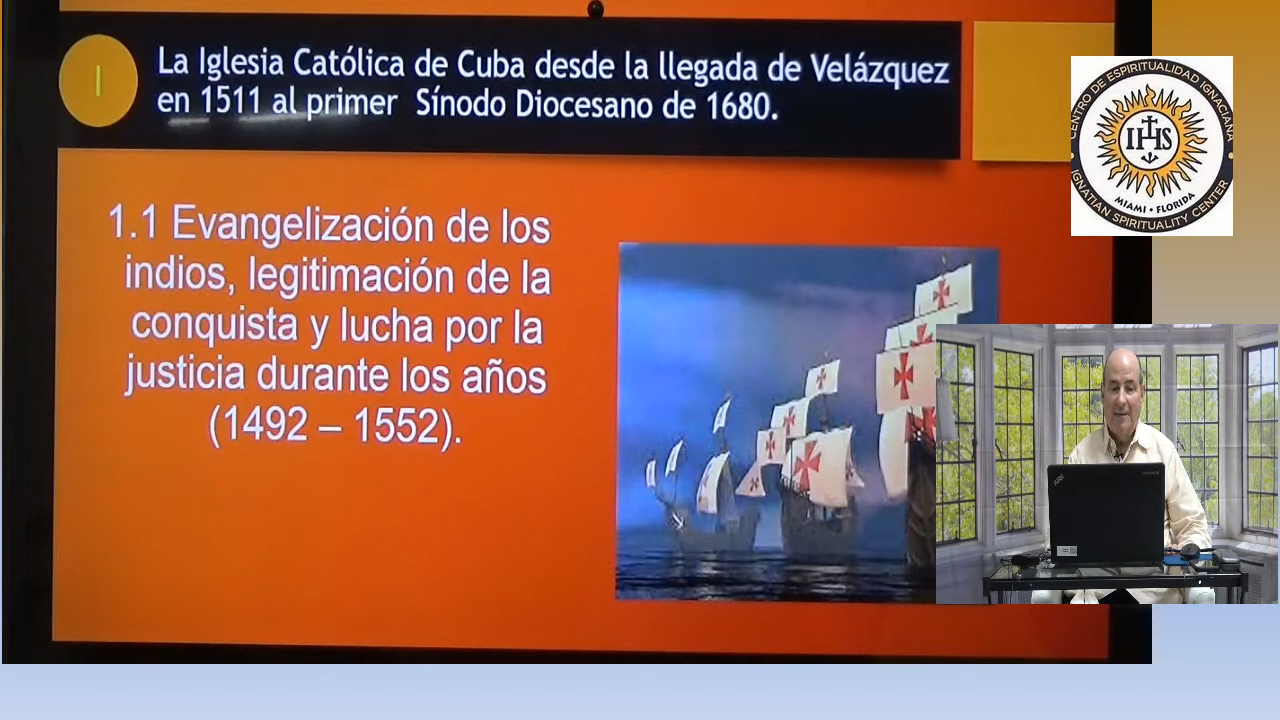 I
La Iglesia Católica de Cuba desde la llegada de Velázquez
en 1511 al primer Sínodo Diocesano de 1680.
1.1 Evangelización de los
indios, legitimación de la
conquista y lucha por la
justicia durante los años
(1492 – 1552).
CENTRO DE ESPIRITUALIDAD IGNACIANA
IHS
MIAMI • FLORIDA
IGNATIAN SPIRITUALITY CENTER